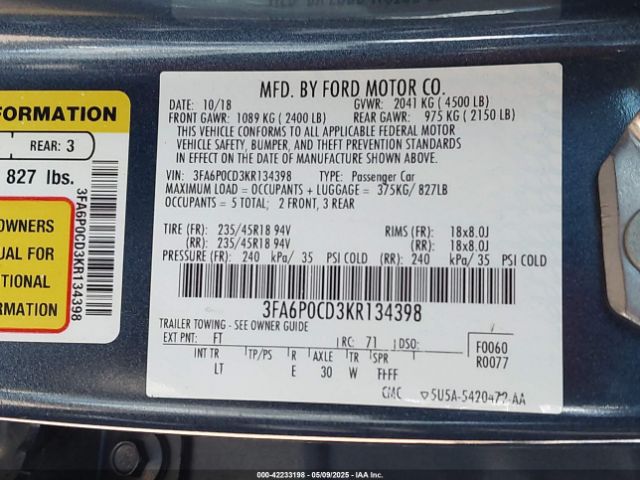 FORMATION
REAR: 3
827 lbs.
OWNERS
UAL FOR
TIONAL
FORMATION
3FA6P0CD3KR134398
MFD. BY FORD MOTOR CO.
DATE: 10/18 GVWR: 2041 KG ( 4500 LB)
FRONT GAWR: 1089 KG ( 2400 LB) REAR GAWR: 975 KG ( 2150 LB)
THIS VEHICLE CONFORMS TO ALL APPLICABLE FEDERAL MOTOR
VEHICLE SAFETY, BUMPER, AND THEFT PREVENTION STANDARDS
IN EFFECT ON THE DATE OF MANUFACTURE SHOWN ABOVE.
VIN: 3FA6P0CD3KR134398 TYPE: Passenger Car
MAXIMUM LOAD = OCCUPANTS + LUGGAGE = 375KG/ 827LB
OCCUPANTS = 5 TOTAL; 2 FRONT, 3 REAR
TIRE (FR): 235/45R18 94V RIMS (FR): 18x8.0J
(RR): 235/45R18 94V (RR): 18x8.0J
PRESSURE (FR): 240 kPa/ 35 PSI COLD (RR): 240 kPa/ 35 PSI COLD
3FA6P0CD3KR134398
TRAILER TOWING - SEE OWNER GUIDE
EXT PNT: FT RC: 71 DSO: F0060
INT TR TP/PS R AXLE TR SPR R0077
LT E 30 W
CMC 5U5A-5420472-AA
000-42233198 - 05/09/2025 - IAAI, Inc.